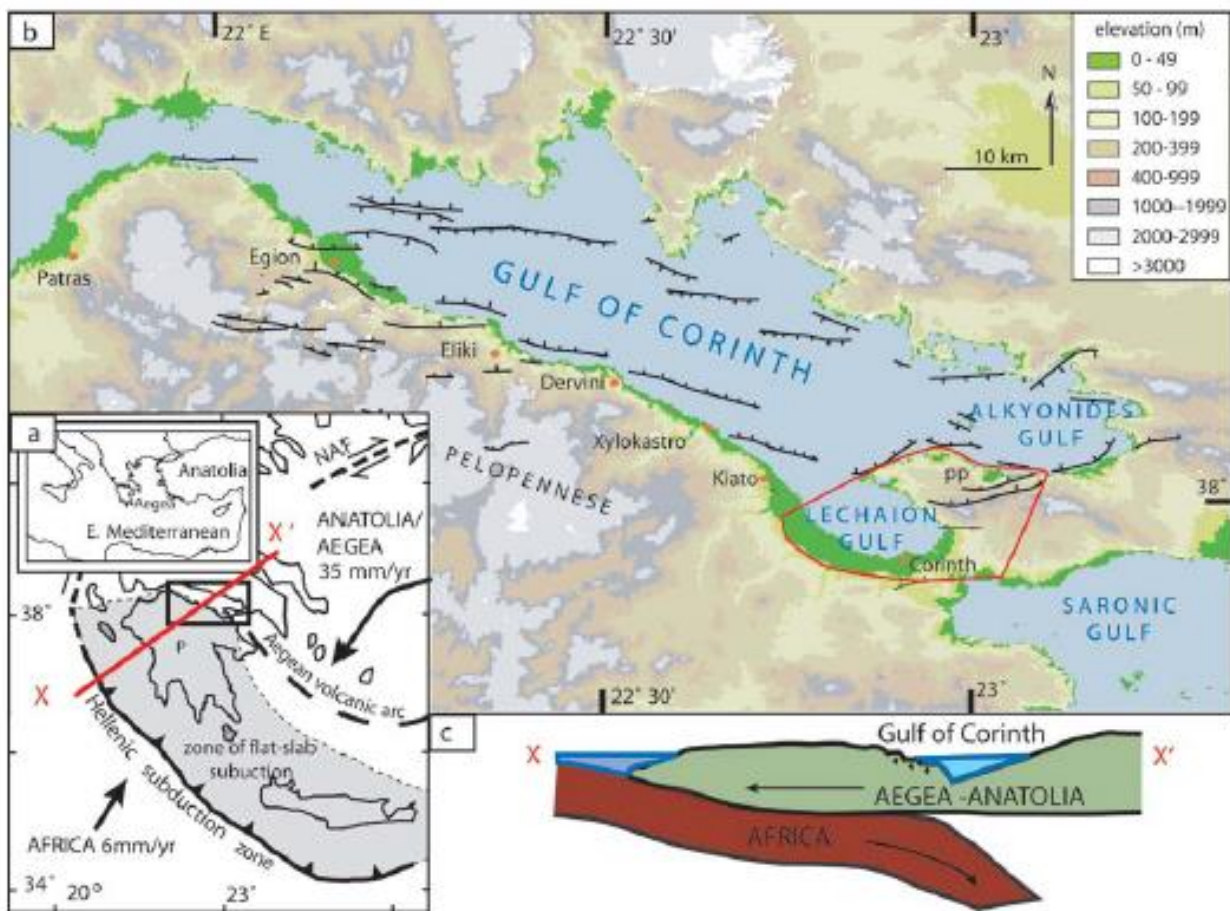 b
22˚ E
22˚ 30'
23˚
elevation (m)
0 - 49
50 - 99
100-199
200-399
400-999
1000--1999
2000-2999
>3000
N
10 km
Patras
Egion
GULF OF CORINTH
Eliki
Dervini
Xylokastro
Kiato
PELOPENNESE
ALKYONIDES
GULF
pp
38˚
LECHAION
GULF
Corinth
SARONIC
GULF
22˚ 30'
23˚
a
Anatolia
Aegea
E. Mediterranean
NAF
X'
ANATOLIA/
AEGEA
35 mm/yr
38˚
P
Aegean volcanic arc
X
Hellenic subduction zone
zone of flat-slab
subuction
AFRICA 6mm/yr
34˚
20°
23˚
c
Gulf of Corinth
X
X'
AEGEA -ANATOLIA
AFRICA